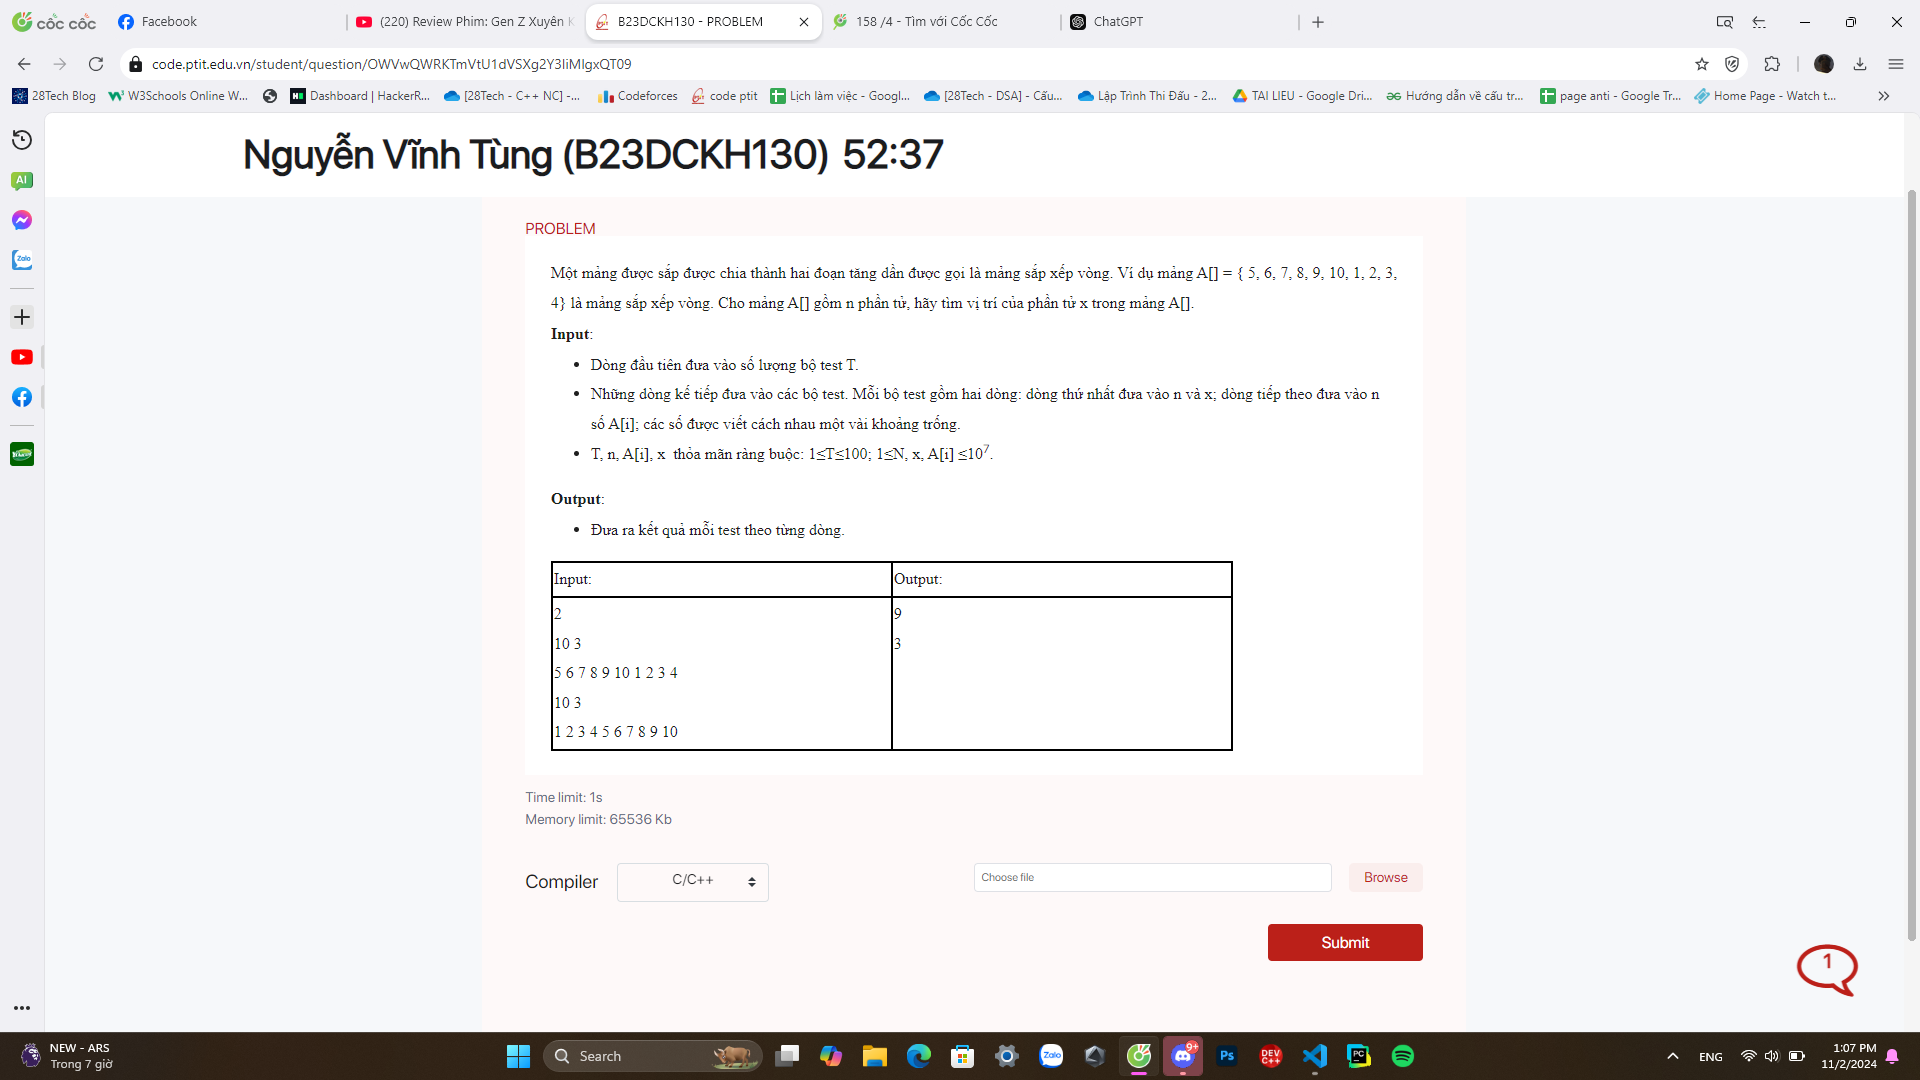 cốc cốc
Facebook
(220) Review Phim: Gen Z Xuyên K
B23DCKH130 - PROBLEM
158 /4 - Tìm với Cốc Cốc
ChatGPT
code.ptit.edu.vn/student/question/OWVwQWRKTmVtU1dVSXg2Y3liMlgxQT09
28Tech Blog
W3Schools Online W...
Dashboard | HackerR...
[28Tech - C++ NC] -...
Codeforces
code ptit
Lịch làm việc - Googl...
[28Tech - DSA] - Cấu...
Lập Trình Thi Đấu - 2...
TAI LIEU - Google Dri...
Hướng dẫn về cấu tr...
page anti - Google Tr...
Home Page - Watch t...
AI
Zalo
Nguyễn Vĩnh Tùng (B23DCKH130) 52:37
PROBLEM
Một mảng được sắp được chia thành hai đoạn tăng dần được gọi là mảng sắp xếp vòng. Ví dụ mảng A[] = { 5, 6, 7, 8, 9, 10, 1, 2, 3,
4} là mảng sắp xếp vòng. Cho mảng A[] gồm n phần tử, hãy tìm vị trí của phần tử x trong mảng A[].
Input:
• Dòng đầu tiên đưa vào số lượng bộ test T.
• Những dòng kế tiếp đưa vào các bộ test. Mỗi bộ test gồm hai dòng: dòng thứ nhất đưa vào n và x; dòng tiếp theo đưa vào n
số A[i]; các số được viết cách nhau một vài khoảng trống.
• T, n, A[i], x thỏa mãn ràng buộc: 1≤T≤100; 1≤N, x, A[i] ≤10⁷.
Output:
• Đưa ra kết quả mỗi test theo từng dòng.
Input:
Output:
2
10 3
5 6 7 8 9 10 1 2 3 4
10 3
1 2 3 4 5 6 7 8 9 10
9
3
Time limit: 1s
Memory limit: 65536 Kb
Compiler
C/C++
Choose file
Browse
Submit
1
NEW - ARS
Trong 7 giờ
Search
Zalo
9+
Ps
DEV
C++
PC
ENG
1:07 PM
11/2/2024